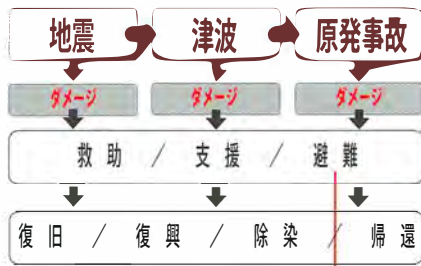 地震 津波 原発事故
ダメージ ダメージ ダメージ
救助 / 支援 / 避難
復旧 / 復興 / 除染 / 帰還